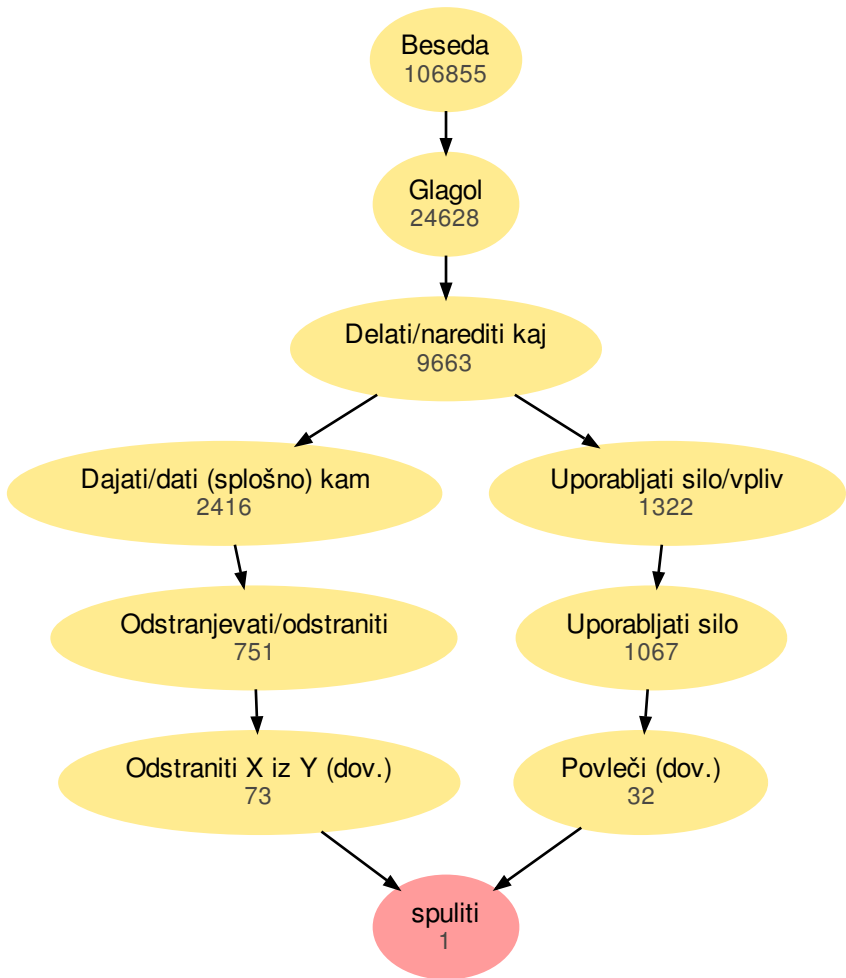 Beseda
106855
Glagol
24628
Delati/narediti kaj
9663
Dajati/dati (splošno) kam
2416
Uporabljati silo/vpliv
1322
Odstranjevati/odstraniti
751
Uporabljati silo
1067
Odstraniti X iz Y (dov.)
73
Povleči (dov.)
32
spuliti
1